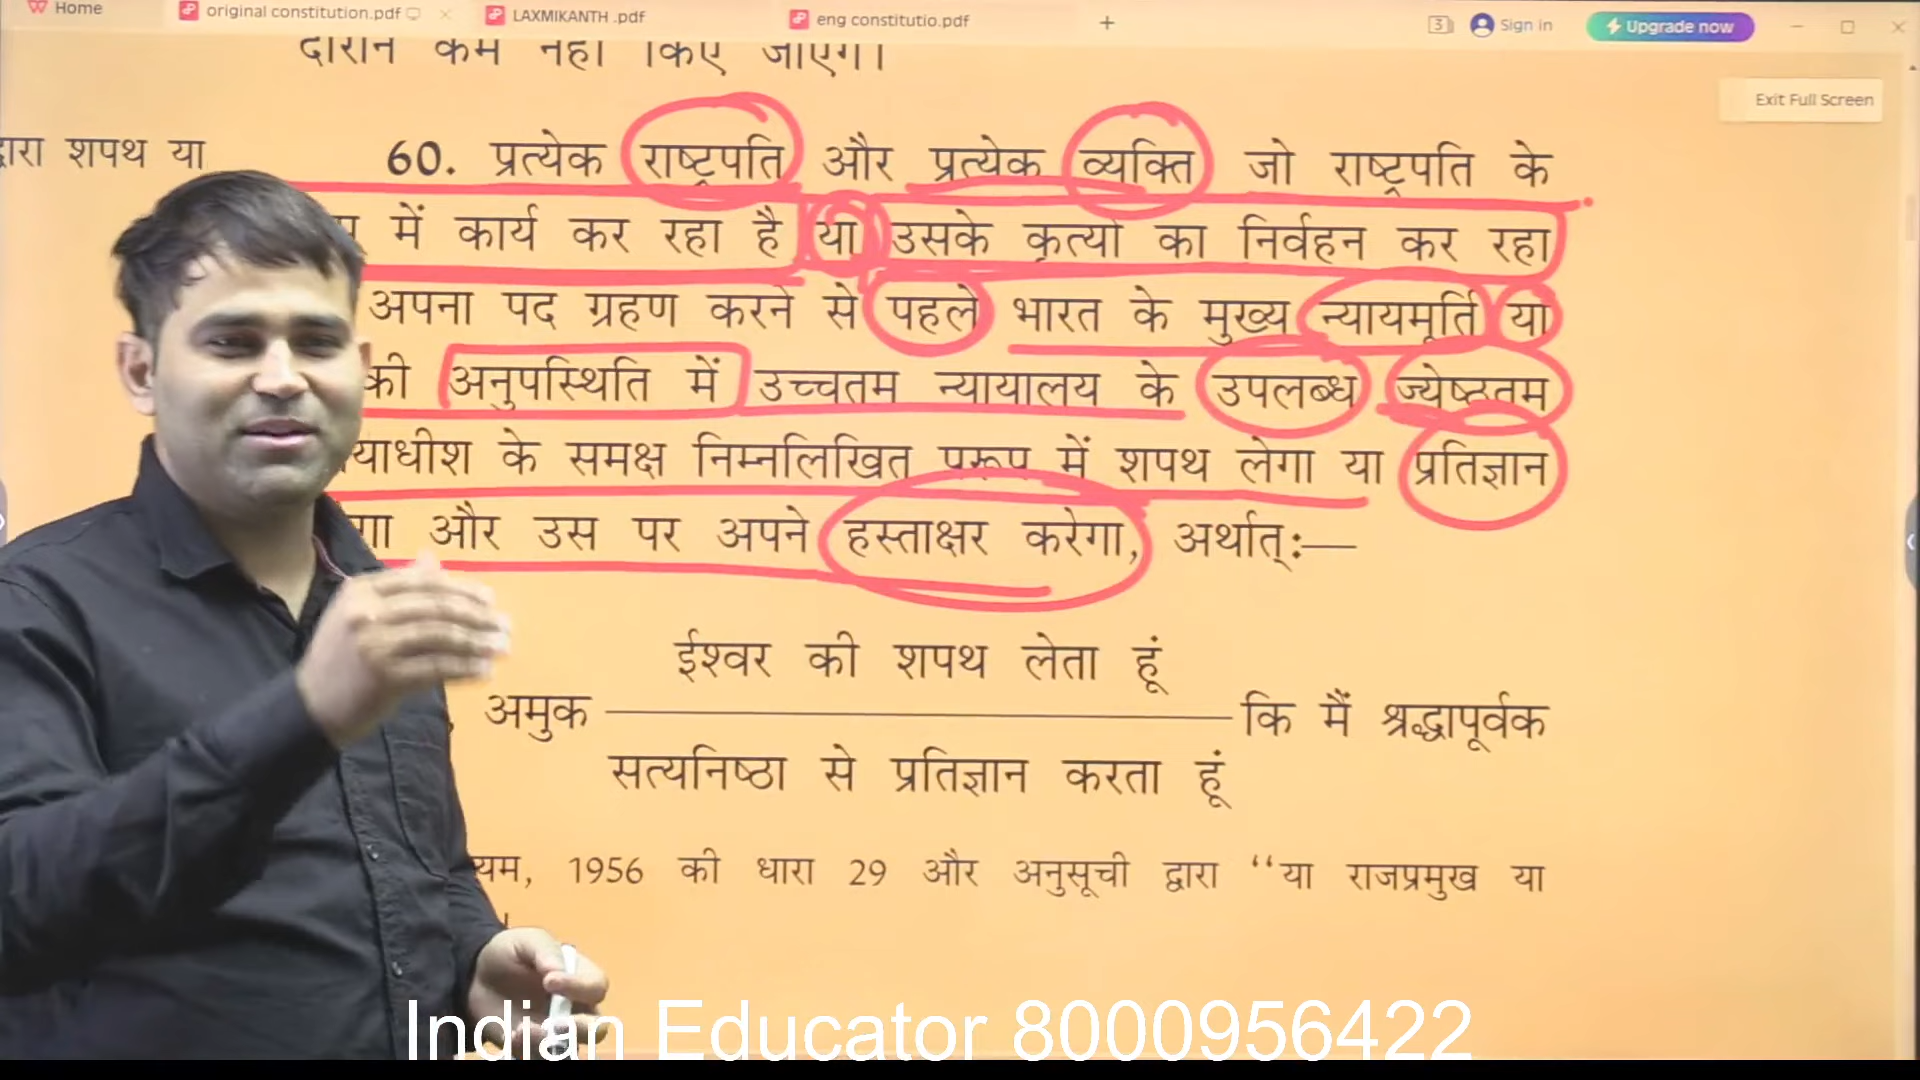 Home
original constitution.pdf
LAXMIKANTH .pdf
eng constitutio.pdf
+
3
Sign in
Upgrade now
Exit Full Screen
दौरान कम नहीं किए जाएंगे।
द्वारा शपथ या
60. प्रत्येक राष्ट्रपति और प्रत्येक व्यक्ति जो राष्ट्रपति के
में कार्य कर रहा है या उसके कृत्यों का निर्वहन कर रहा
अपना पद ग्रहण करने से पहले भारत के मुख्य न्यायमूर्ति या
की अनुपस्थिति में उच्चतम न्यायालय के उपलब्ध ज्येष्ठतम
के समक्ष निम्नलिखित प्ररूप में शपथ लेगा या प्रतिज्ञान
और उस पर अपने हस्ताक्षर करेगा, अर्थात्:—
ईश्वर की शपथ लेता हूं
अमुक ——— कि मैं श्रद्धापूर्वक
सत्यनिष्ठा से प्रतिज्ञान करता हूं
1956 की धारा 29 और अनुसूची द्वारा “या राजप्रमुख या
Indian Educator 8000956422